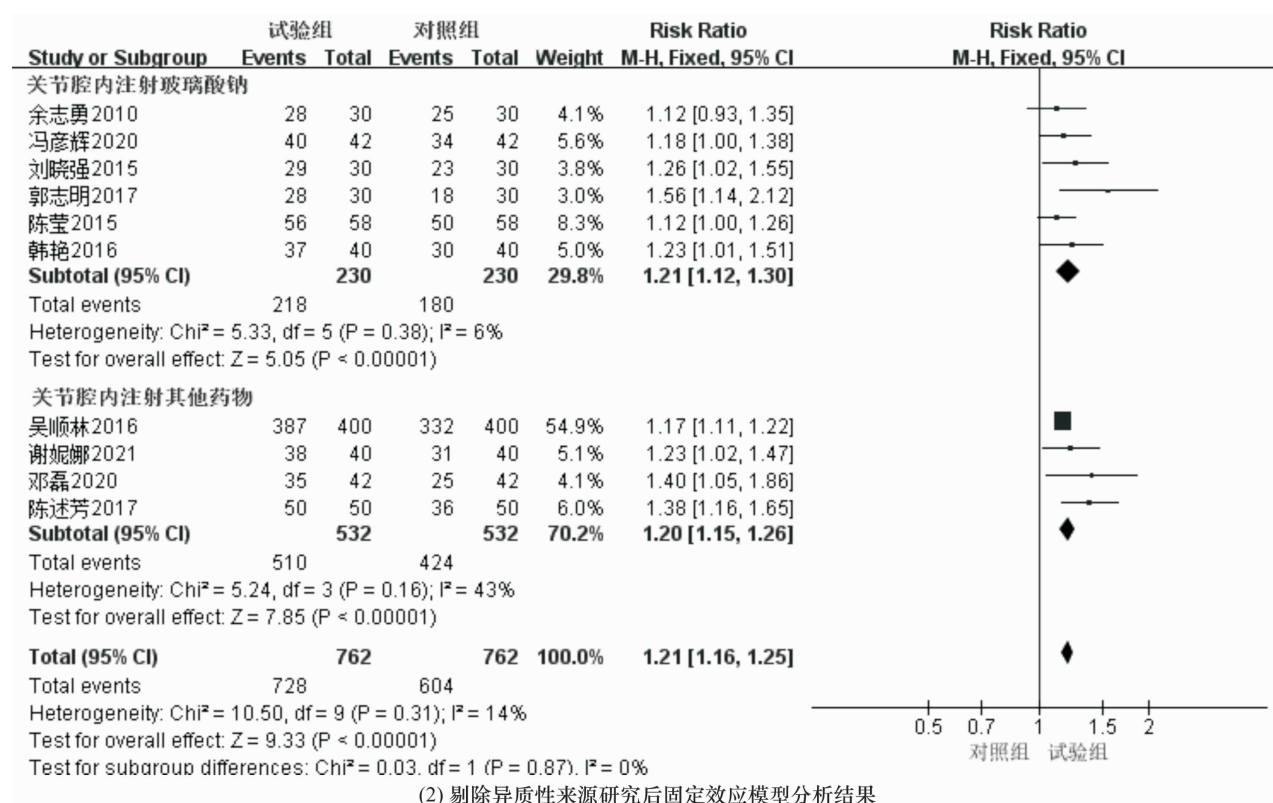 试验组 对照组 Risk Ratio Risk Ratio
Study or Subgroup Events Total Events Total Weight M-H, Fixed, 95% CI M-H, Fixed, 95% CI
关节腔内注射玻璃酸钠
余志勇2010 28 30 25 30 4.1% 1.12 [0.93, 1.35]
冯彦辉2020 40 42 34 42 5.6% 1.18 [1.00, 1.38]
刘晓强2015 29 30 23 30 3.8% 1.26 [1.02, 1.55]
郭志明2017 28 30 18 30 3.0% 1.56 [1.14, 2.12]
陈莹2015 56 58 50 58 8.3% 1.12 [1.00, 1.26]
韩艳2016 37 40 30 40 5.0% 1.23 [1.01, 1.51]
Subtotal (95% CI) 230 230 29.8% 1.21 [1.12, 1.30]
Total events 218 180
Heterogeneity: Chi² = 5.33, df = 5 (P = 0.38); I² = 6%
Test for overall effect: Z = 5.05 (P < 0.00001)
关节腔内注射其他药物
吴顺林2016 387 400 332 400 54.9% 1.17 [1.11, 1.22]
谢妮娜2021 38 40 31 40 5.1% 1.23 [1.02, 1.47]
邓磊2020 35 42 25 42 4.1% 1.40 [1.05, 1.86]
陈述芳2017 50 50 36 50 6.0% 1.38 [1.16, 1.65]
Subtotal (95% CI) 532 532 70.2% 1.20 [1.15, 1.26]
Total events 510 424
Heterogeneity: Chi² = 5.24, df = 3 (P = 0.16); I² = 43%
Test for overall effect: Z = 7.85 (P < 0.00001)
Total (95% CI) 762 762 100.0% 1.21 [1.16, 1.25]
Total events 728 604
Heterogeneity: Chi² = 10.50, df = 9 (P = 0.31); I² = 14%
Test for overall effect: Z = 9.33 (P < 0.00001)
Test for subgroup differences: Chi² = 0.03, df = 1 (P = 0.87), I² = 0%
0.5 0.7 1 1.5 2
对照组 试验组
(2) 剔除异质性来源研究后固定效应模型分析结果